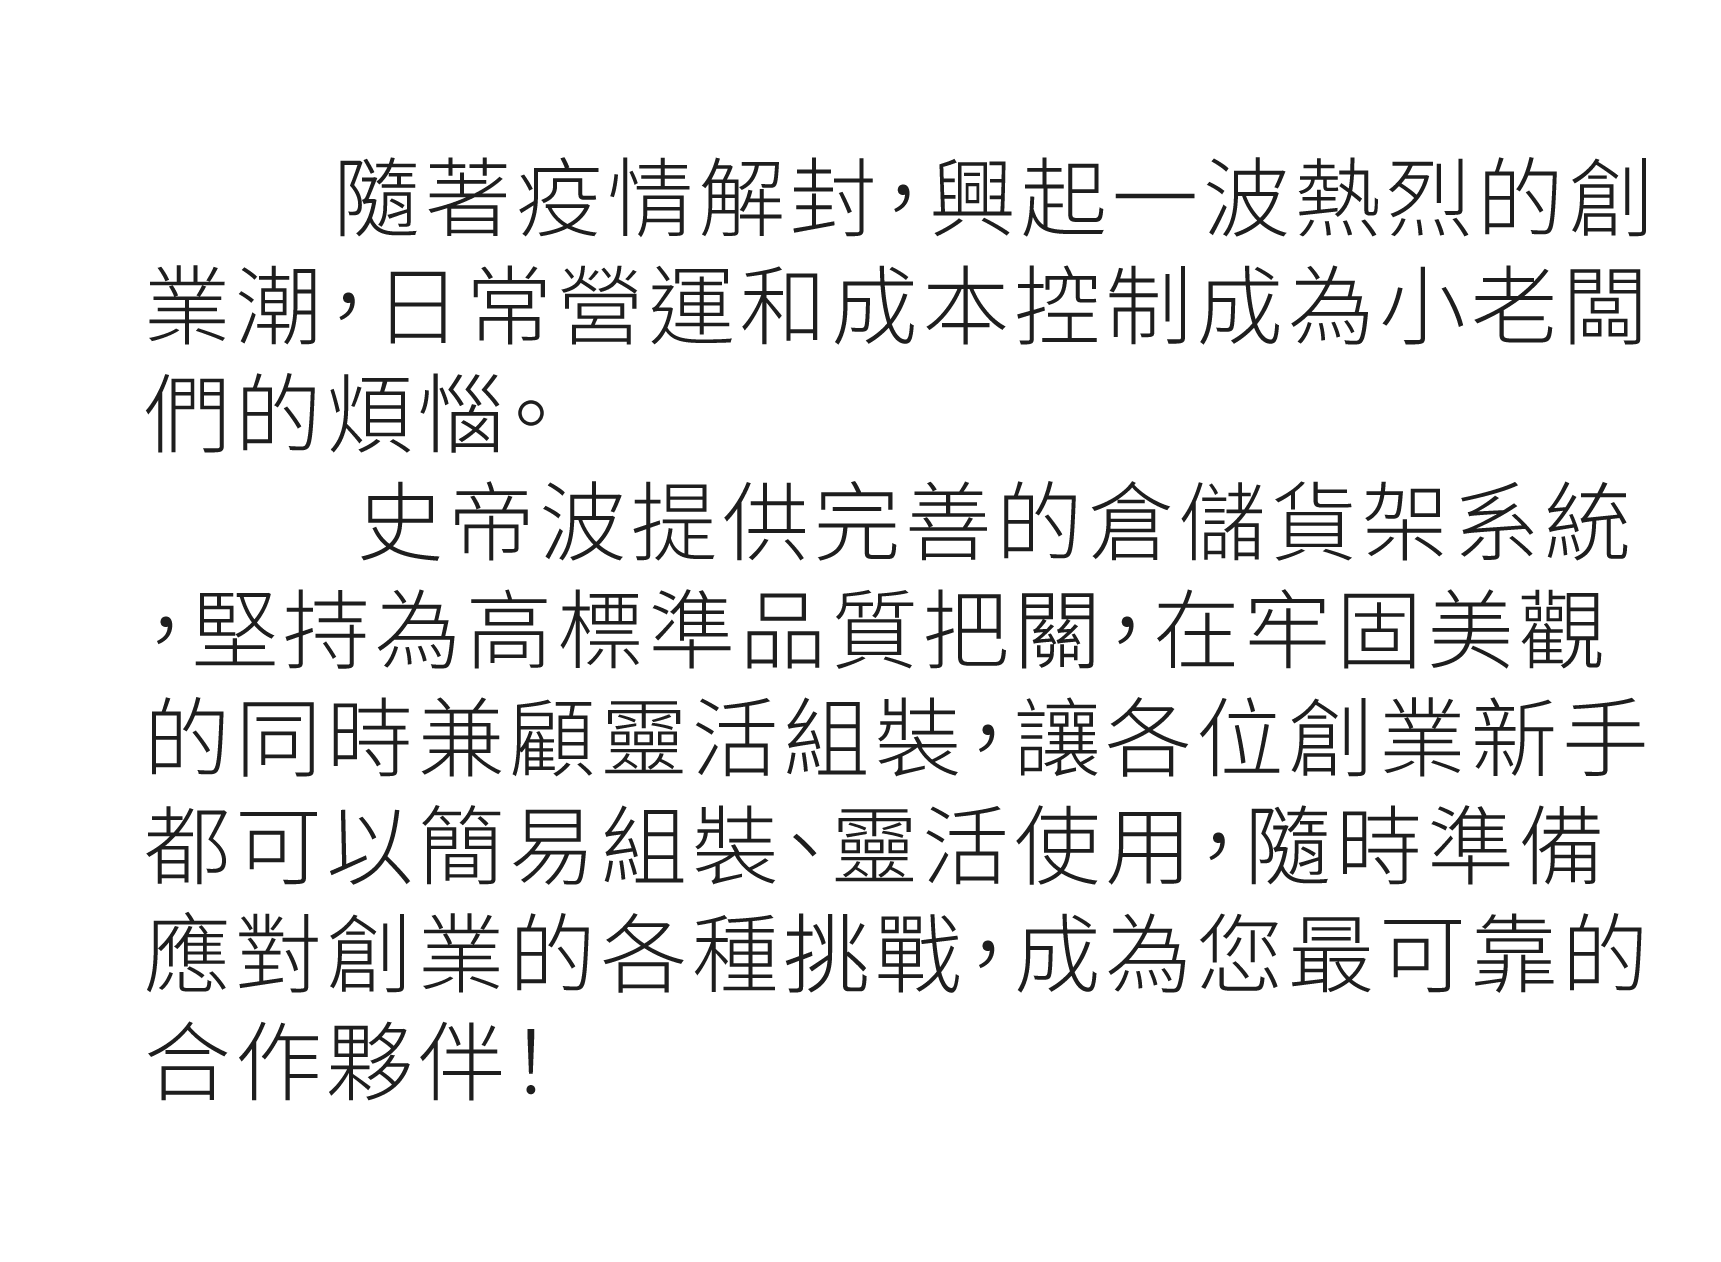 隨著疫情解封，興起一波熱烈的創
業潮，日常營運和成本控制成為小老闆
們的煩惱。
史帝波提供完善的倉儲貨架系統
，堅持為高標準品質把關，在牢固美觀
的同時兼顧靈活組裝，讓各位創業新手
都可以簡易組裝、靈活使用，隨時準備
應對創業的各種挑戰，成為您最可靠的
合作夥伴！